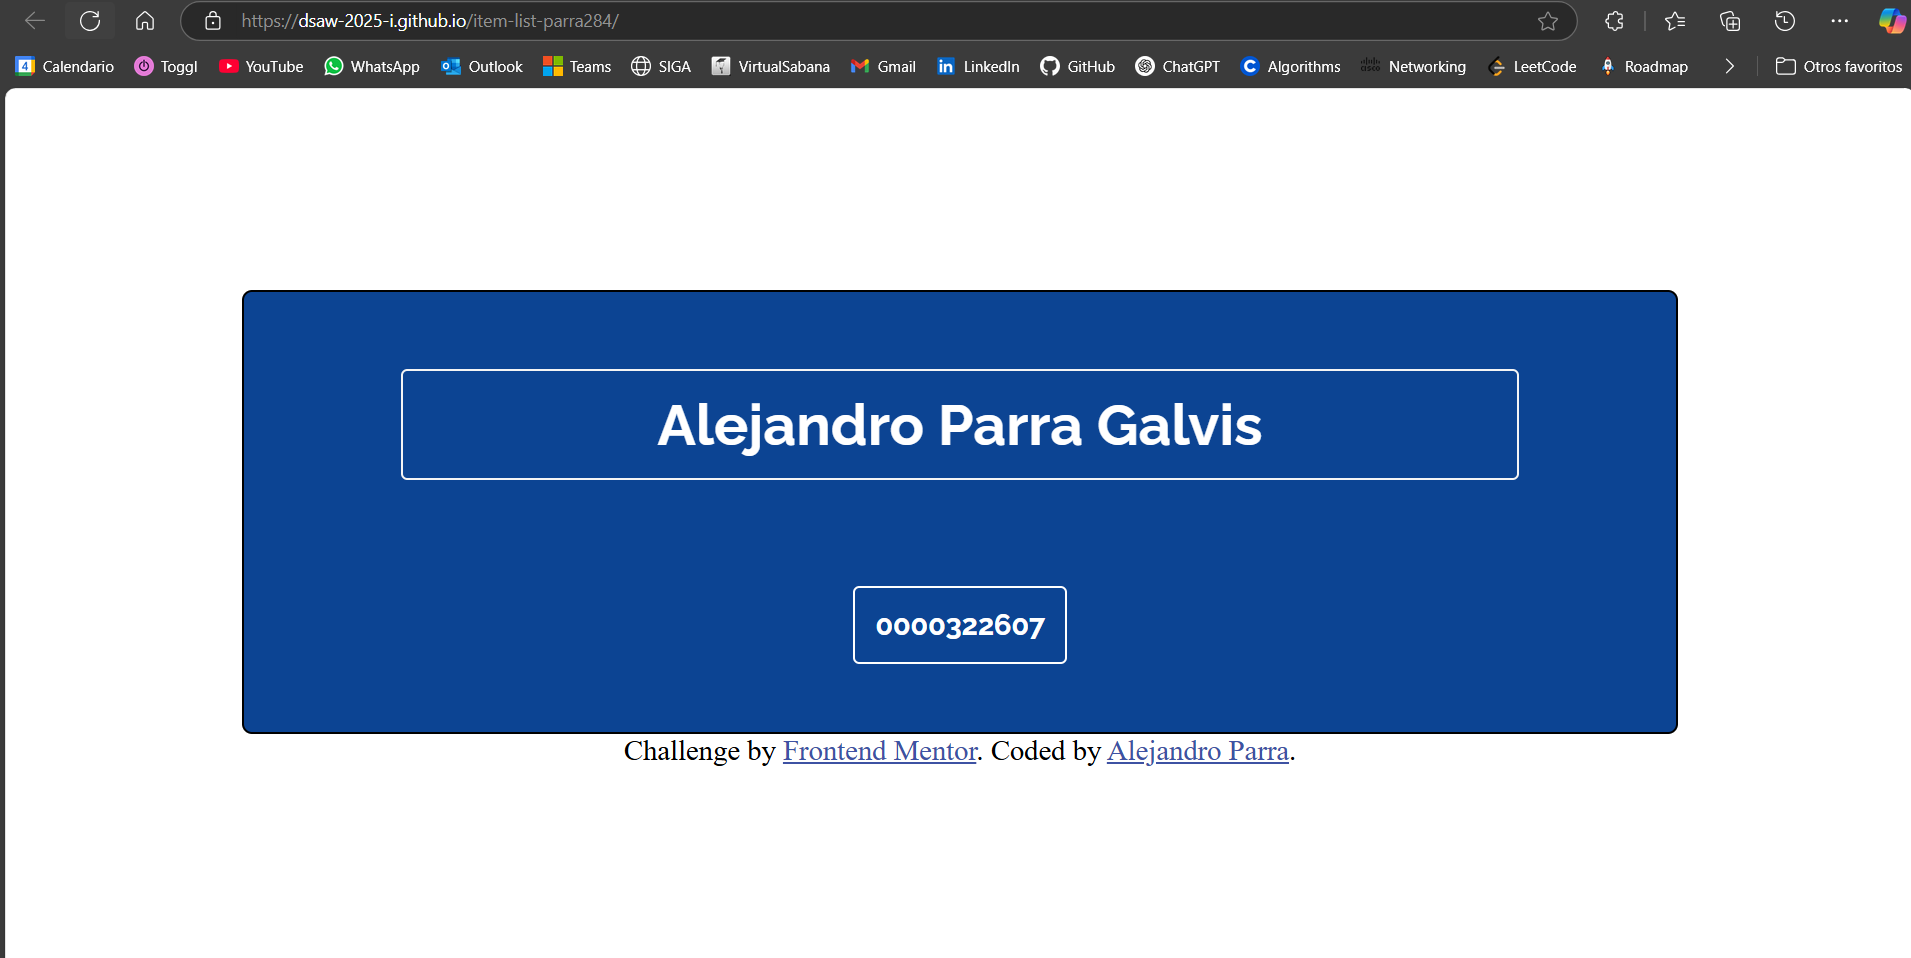 https://dsaw-2025-i.github.io/item-list-parra284/
4 Calendario Toggl YouTube WhatsApp Outlook Teams SIGA VirtualSabana Gmail LinkedIn GitHub ChatGPT Algorithms Networking LeetCode Roadmap Otros favoritos
Alejandro Parra Galvis
0000322607
Challenge by Frontend Mentor. Coded by Alejandro Parra.